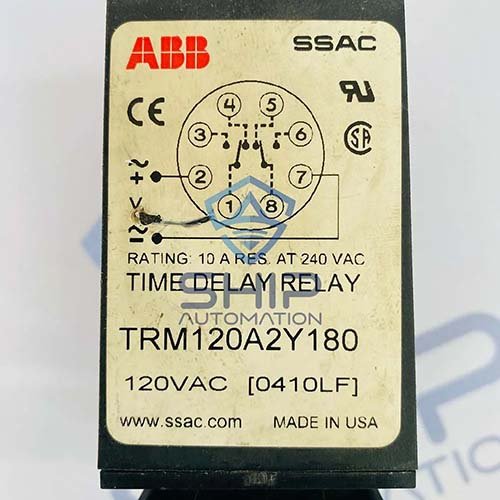 ABB SSAC
CE
4 5
3 6
2 7
1 8
~
+
V
~
–
RATING: 10 A RES. AT 240 VAC
TIME DELAY RELAY
SHIP
AUTOMATION
TRM120A2Y180
120VAC [0410LF]
www.ssac.com MADE IN USA